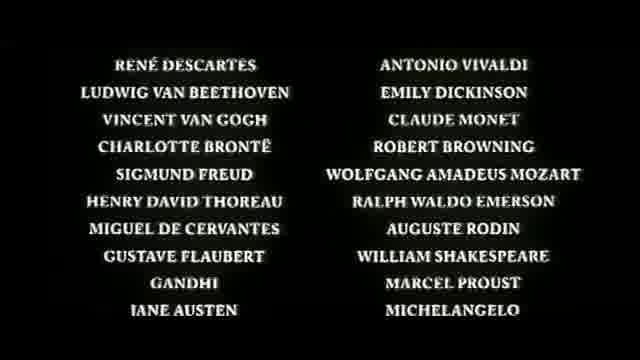 RENÉ DESCARTES
LUDWIG VAN BEETHOVEN
VINCENT VAN GOGH
CHARLOTTE BRONTË
SIGMUND FREUD
HENRY DAVID THOREAU
MIGUEL DE CERVANTES
GUSTAVE FLAUBERT
GANDHI
JANE AUSTEN
ANTONIO VIVALDI
EMILY DICKINSON
CLAUDE MONET
ROBERT BROWNING
WOLFGANG AMADEUS MOZART
RALPH WALDO EMERSON
AUGUSTE RODIN
WILLIAM SHAKESPEARE
MARCEL PROUST
MICHELANGELO